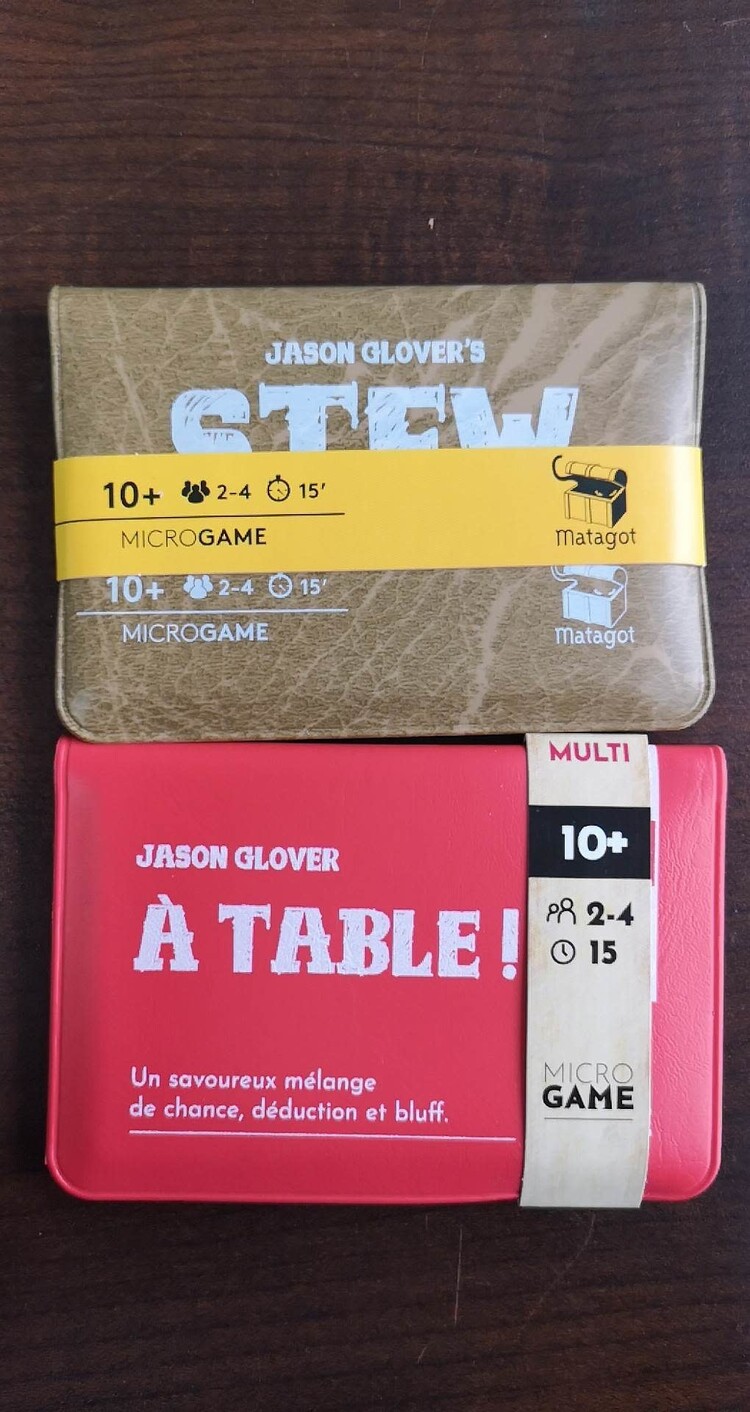 JASON GLOVER'S
STEW
10+ 2-4 15'
MICROGAME
Matagot
10+ 2-4 15'
MICROGAME
Matagot
JASON GLOVER
À TABLE !
Un savoureux mélange
de chance, déduction et bluff.
MULTI
10+
2-4
15
MICRO
GAME